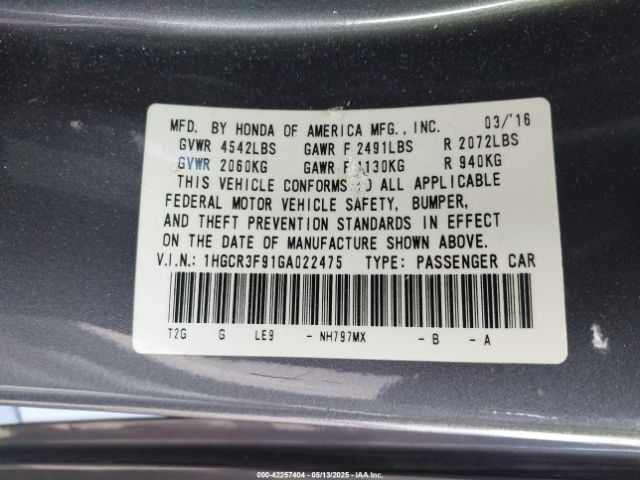 MFD. BY HONDA OF AMERICA MFG., INC. 03/'16
GVWR 4542LBS GAWR F 2491LBS R 2072LBS
GVWR 2060KG GAWR F 1130KG R 940KG
THIS VEHICLE CONFORMS TO ALL APPLICABLE
FEDERAL MOTOR VEHICLE SAFETY, BUMPER,
AND THEFT PREVENTION STANDARDS IN EFFECT
ON THE DATE OF MANUFACTURE SHOWN ABOVE.
V.I.N.: 1HGCR3F91GA022475 TYPE: PASSENGER CAR
T2G G LE9 - NH797MX - B - A
000-42257404 - 05/13/2025 - IAAI, Inc.